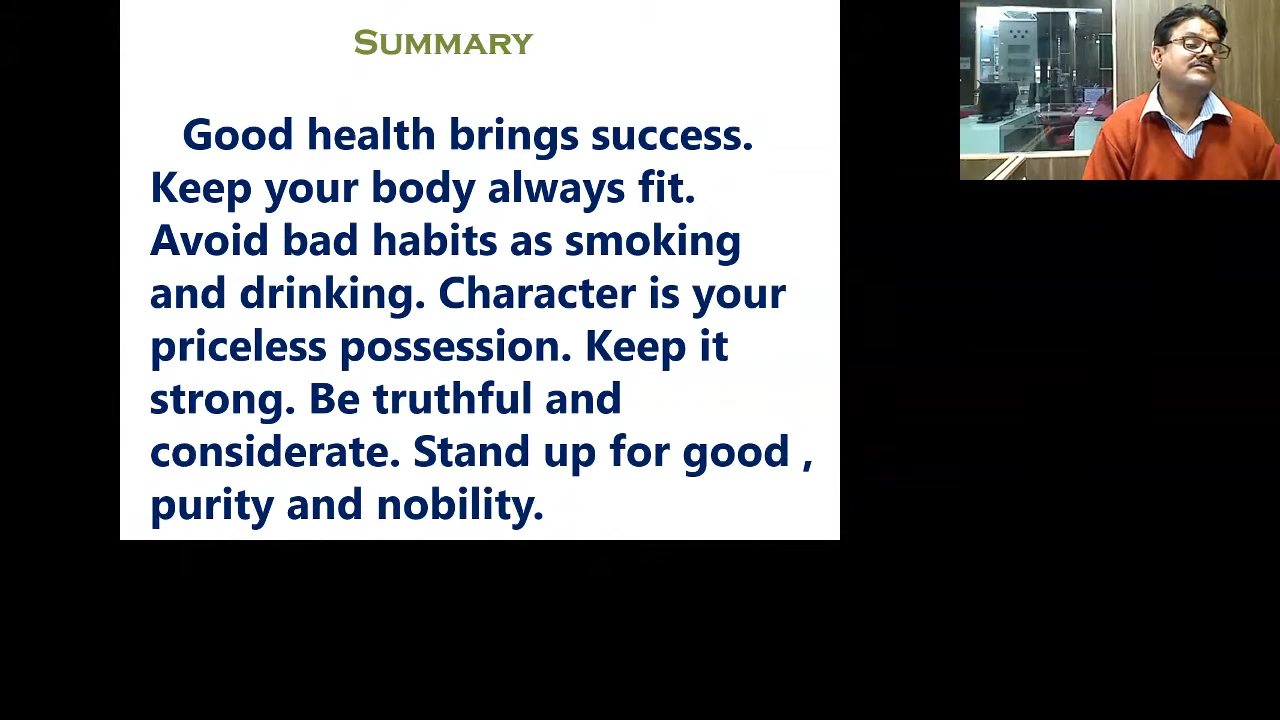 SUMMARY
Good health brings success.
Keep your body always fit.
Avoid bad habits as smoking
and drinking. Character is your
priceless possession. Keep it
strong. Be truthful and
considerate. Stand up for good ,
purity and nobility.